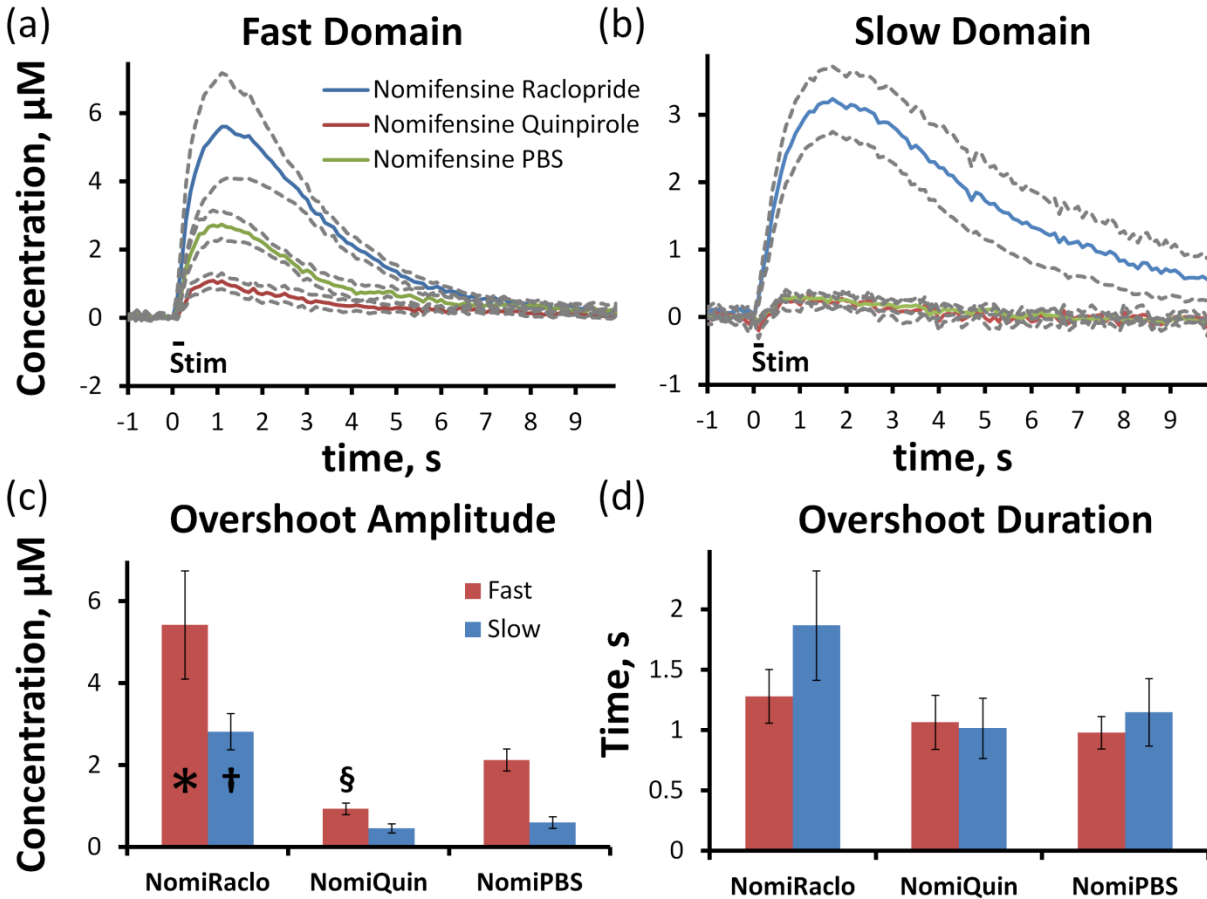 (a)
Fast Domain
Concentration, µM
6
4
2
0
-2
Nomifensine Raclopride
Nomifensine Quinpirole
Nomifensine PBS
Stim
-1 0 1 2 3 4 5 6 7 8 9
time, s
(b)
Slow Domain
3
2
1
0
-1
Stim
-1 0 1 2 3 4 5 6 7 8 9
time, s
(c)
Overshoot Amplitude
Concentration, µM
6
4
2
0
Fast
Slow
* † §
NomiRaclo NomiQuin NomiPBS
(d)
Overshoot Duration
Time, s
2
1.5
1
0.5
0
NomiRaclo NomiQuin NomiPBS